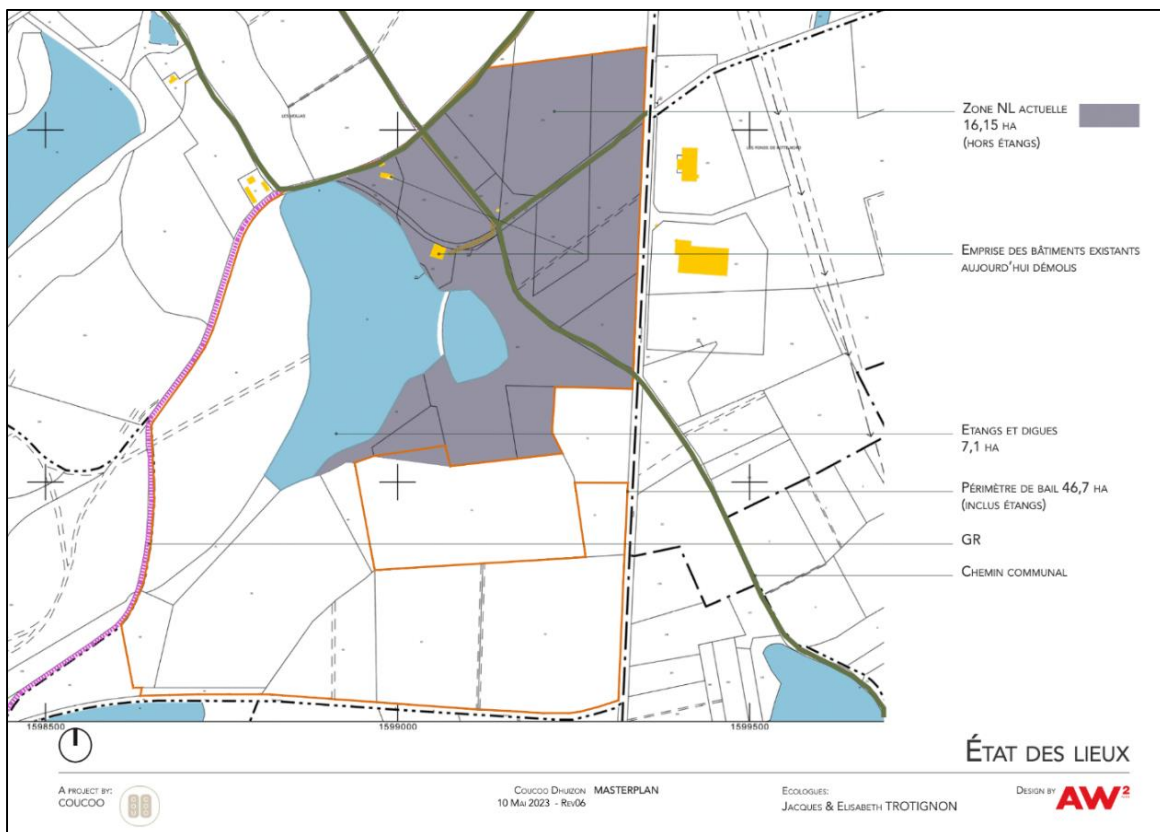 LES VÉSULAS
ZONE NL ACTUELLE
16,15 HA
(HORS ÉTANGS)
EMPRISE DES BÂTIMENTS EXISTANTS
AUJOURD'HUI DÉMOLIS
ETANGS ET DIGUES
7,1 HA
PÉRIMÈTRE DE BAIL 46,7 HA
(INCLUS ÉTANGS)
GR
CHEMIN COMMUNAL
1598500
1599000
1599500
ÉTAT DES LIEUX
A PROJECT BY:
COUCOO
COUCOO DHUIZON MASTERPLAN
10 MAI 2023 - REV06
ECOLOGUES:
JACQUES & ELISABETH TROTIGNON
DESIGN BY AW²